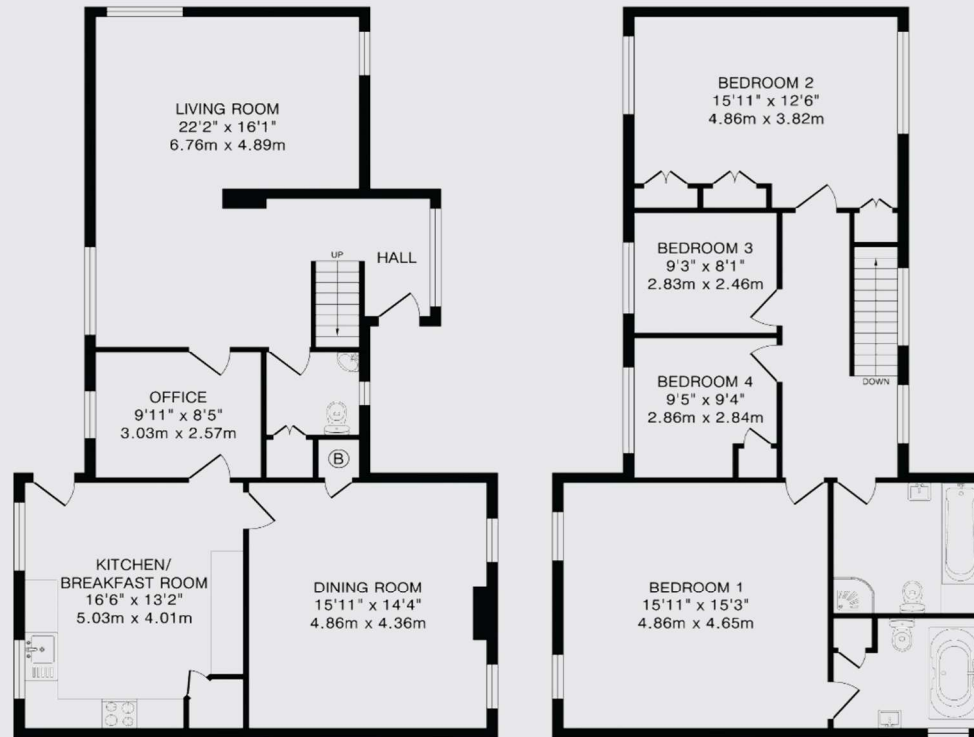 LIVING ROOM
22'2" x 16'1"
6.76m x 4.89m
UP
HALL
OFFICE
9'11" x 8'5"
3.03m x 2.57m
B
KITCHEN/
BREAKFAST ROOM
16'6" x 13'2"
5.03m x 4.01m
DINING ROOM
15'11" x 14'4"
4.86m x 4.36m
BEDROOM 2
15'11" x 12'6"
4.86m x 3.82m
BEDROOM 3
9'3" x 8'1"
2.83m x 2.46m
BEDROOM 4
9'5" x 9'4"
2.86m x 2.84m
DOWN
BEDROOM 1
15'11" x 15'3"
4.86m x 4.65m